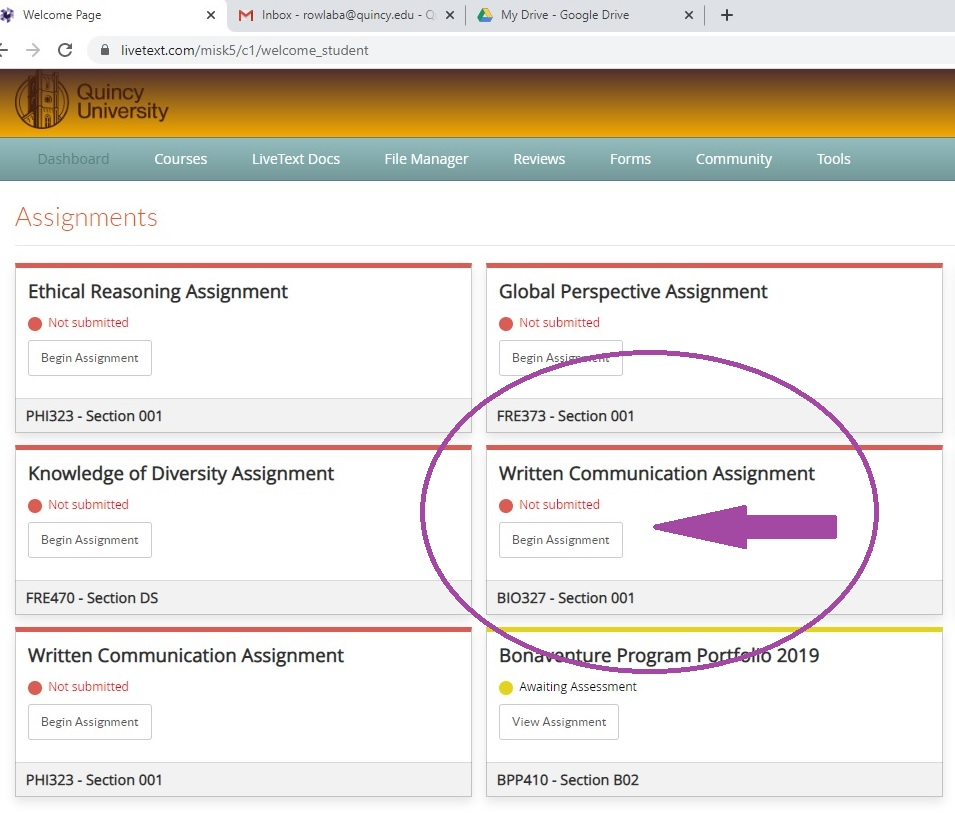 Welcome Page
Inbox - rowlaba@quincy.edu - Q
My Drive - Google Drive
livetext.com/misk5/c1/welcome_student
Quincy
University
Dashboard Courses LiveText Docs File Manager Reviews Forms Community Tools
Assignments
Ethical Reasoning Assignment
Not submitted
Begin Assignment
PHI323 - Section 001
Global Perspective Assignment
Not submitted
Begin Assignment
FRE373 - Section 001
Knowledge of Diversity Assignment
Not submitted
Begin Assignment
FRE470 - Section DS
Written Communication Assignment
Not submitted
Begin Assignment
BIO327 - Section 001
Written Communication Assignment
Not submitted
Begin Assignment
PHI323 - Section 001
Bonaventure Program Portfolio 2019
Awaiting Assessment
View Assignment
BPP410 - Section B02